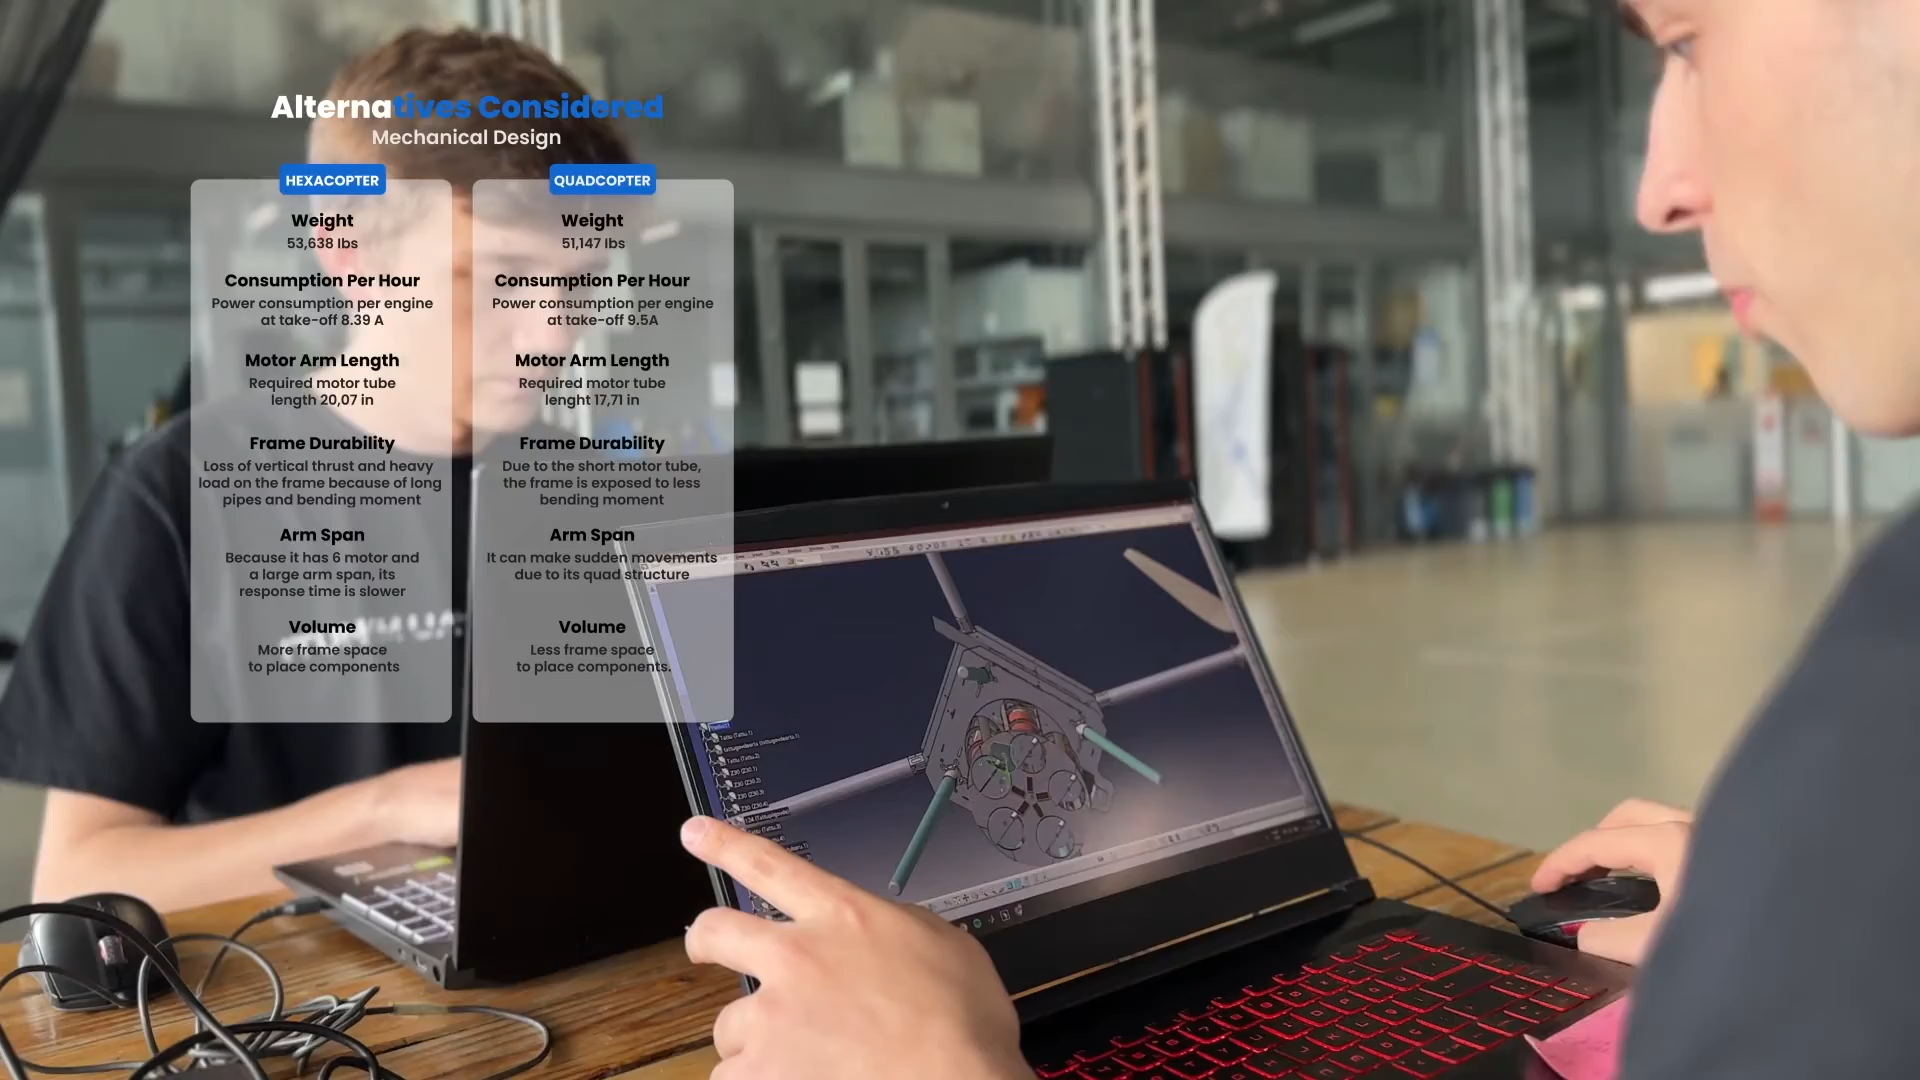 Alternatives Considered
Mechanical Design
HEXACOPTER
Weight
53,638 lbs
Consumption Per Hour
Power consumption per engine
at take-off 8.39 A
Motor Arm Length
Required motor tube
length 20,07 in
Frame Durability
Loss of vertical thrust and heavy
load on the frame because of long
pipes and bending moment
Arm Span
Because it has 6 motor and
a large arm span, its
response time is slower
Volume
More frame space
to place components
QUADCOPTER
Weight
51,147 lbs
Consumption Per Hour
Power consumption per engine
at take-off 9.5A
Motor Arm Length
Required motor tube
lenght 17,71 in
Frame Durability
Due to the short motor tube,
the frame is exposed to less
bending moment
Arm Span
It can make sudden movements
due to its quad structure
Volume
Less frame space
to place components.